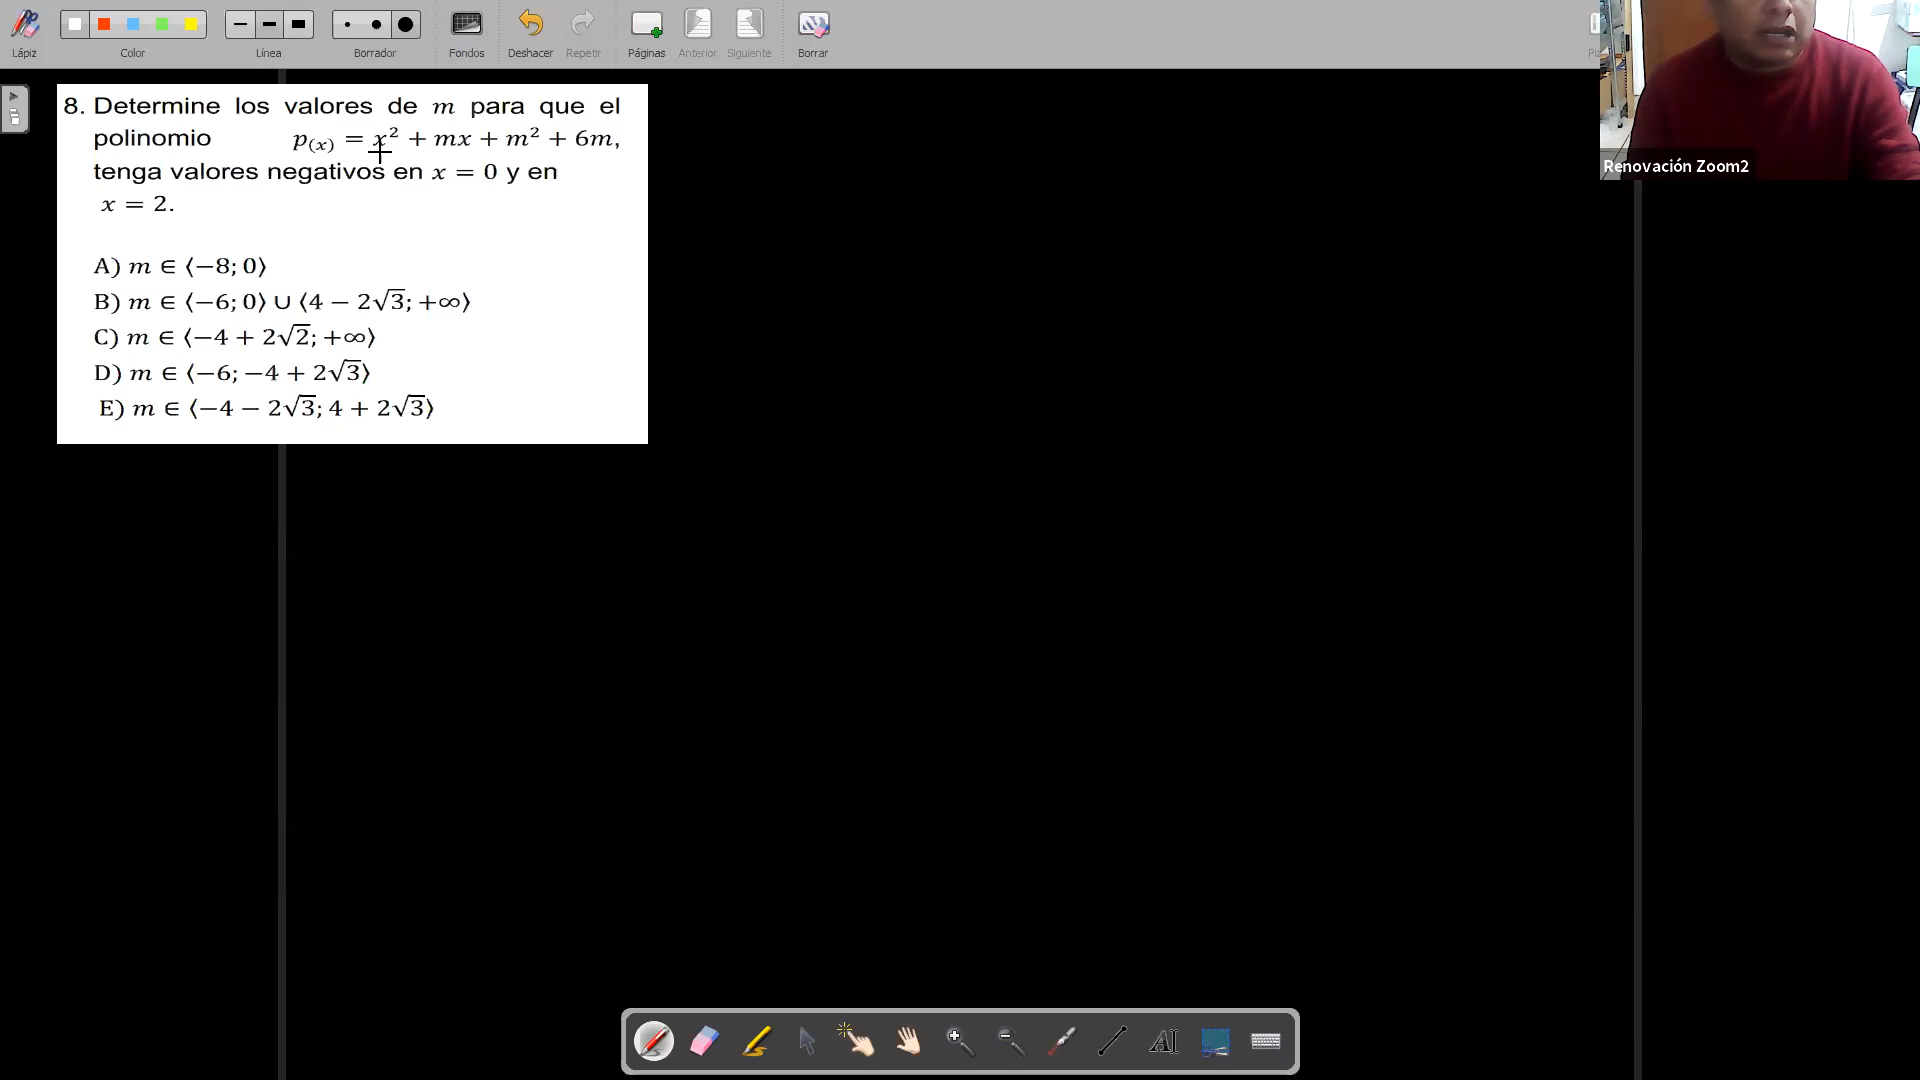 Lápiz
Color
Línea
Borrador
Fondos
Deshacer
Repetir
Páginas
Anterior
Siguiente
Borrar
8. Determine los valores de m para que el
polinomio p₍ₓ₎ = x² + mx + m² + 6m,
tenga valores negativos en x = 0 y en
x = 2.
A) m ∈ ⟨−8; 0⟩
B) m ∈ ⟨−6; 0⟩ ∪ ⟨4 − 2√3; +∞⟩
C) m ∈ ⟨−4 + 2√2; +∞⟩
D) m ∈ ⟨−6; −4 + 2√3⟩
E) m ∈ ⟨−4 − 2√3; 4 + 2√3⟩
Renovación Zoom2